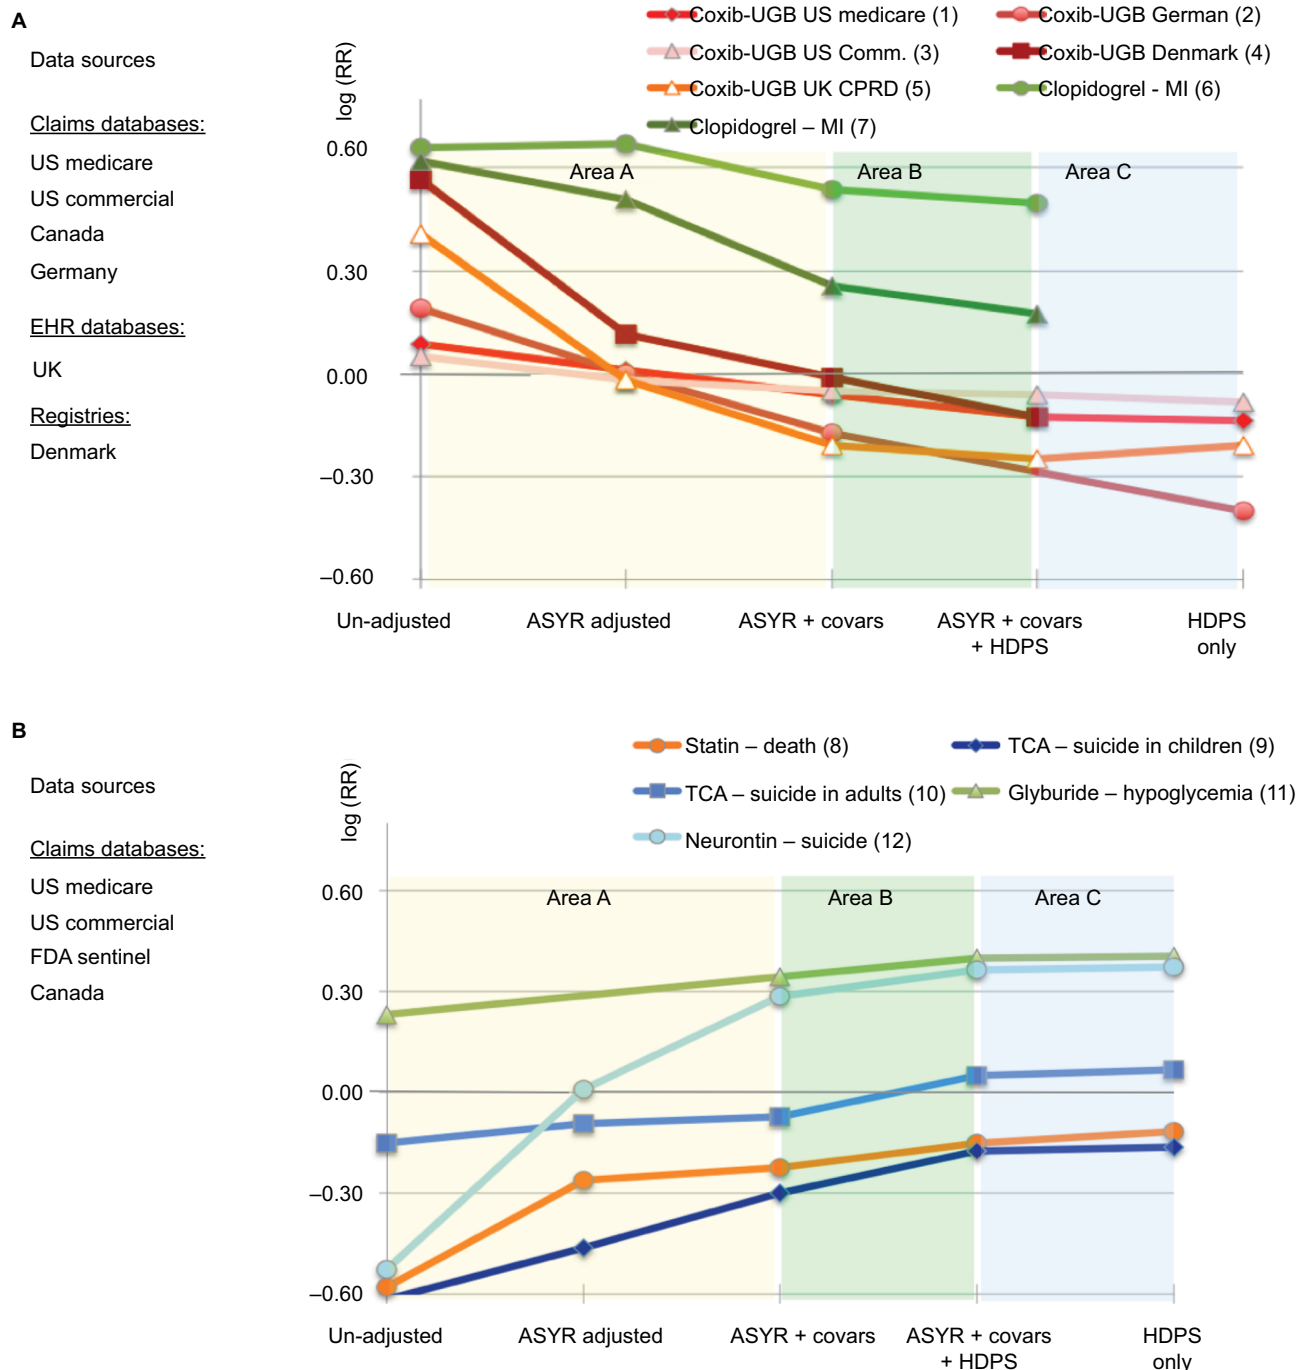 A
Coxib-UGB US medicare (1)
Coxib-UGB German (2)
Coxib-UGB US Comm. (3)
Coxib-UGB Denmark (4)
Coxib-UGB UK CPRD (5)
Clopidogrel - MI (6)
Clopidogrel – MI (7)
Data sources
Claims databases:
US medicare
US commercial
Canada
Germany
EHR databases:
UK
Registries:
Denmark
log (RR)
0.60
0.30
0.00
–0.30
–0.60
Area A
Area B
Area C
Un-adjusted
ASYR adjusted
ASYR + covars
ASYR + covars
+ HDPS
HDPS
only
B
Statin – death (8)
TCA – suicide in children (9)
TCA – suicide in adults (10)
Glyburide – hypoglycemia (11)
Neurontin – suicide (12)
Data sources
Claims databases:
US medicare
US commercial
FDA sentinel
Canada
log (RR)
0.60
0.30
0.00
–0.30
–0.60
Area A
Area B
Area C
Un-adjusted
ASYR adjusted
ASYR + covars
ASYR + covars
+ HDPS
HDPS
only